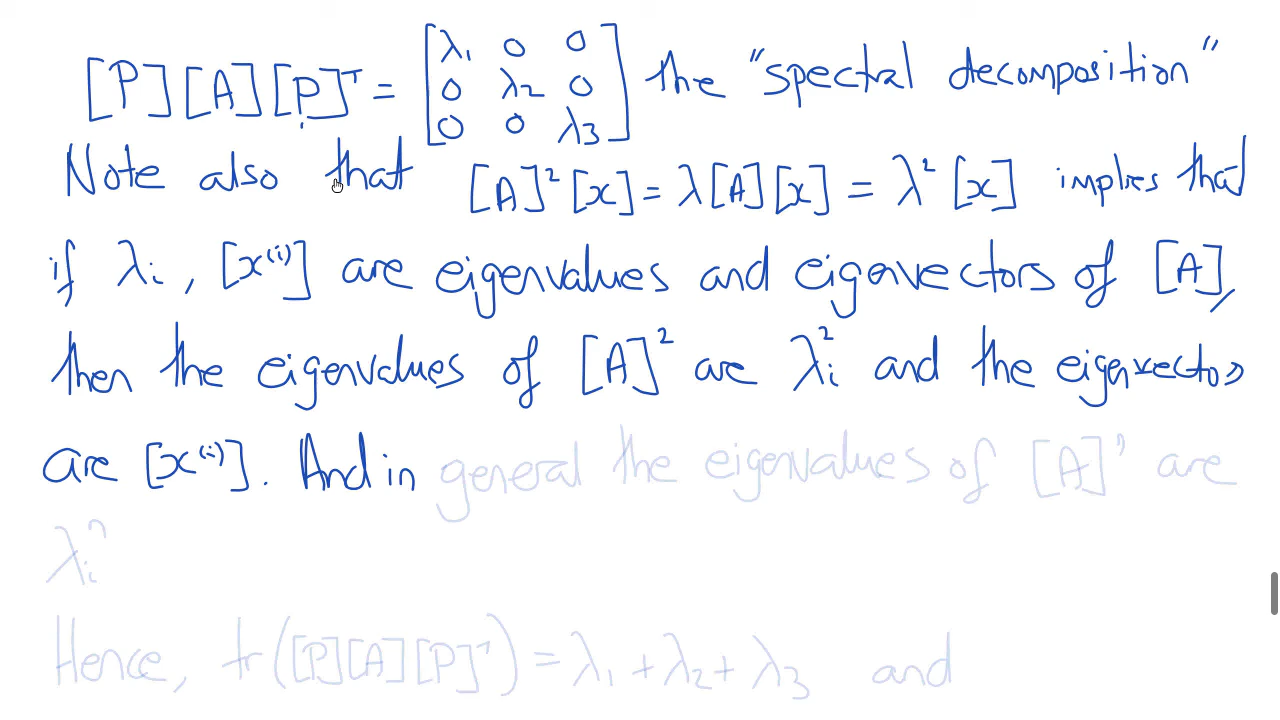 [P][A][P]ᵀ = [λ₁ 0 0; 0 λ₂ 0; 0 0 λ₃] the "spectral decomposition"
Note also that [A]²[x] = λ[A][x] = λ²[x] implies that
if λᵢ, [x⁽ⁱ⁾] are eigenvalues and eigenvectors of [A],
then the eigenvalues of [A]² are λᵢ² and the eigenvectors
are [x⁽ⁱ⁾]. And in general the eigenvalues of [A]ⁿ are
λᵢⁿ
Hence, tr([P][A][P]ᵀ) = λ₁ + λ₂ + λ₃ and